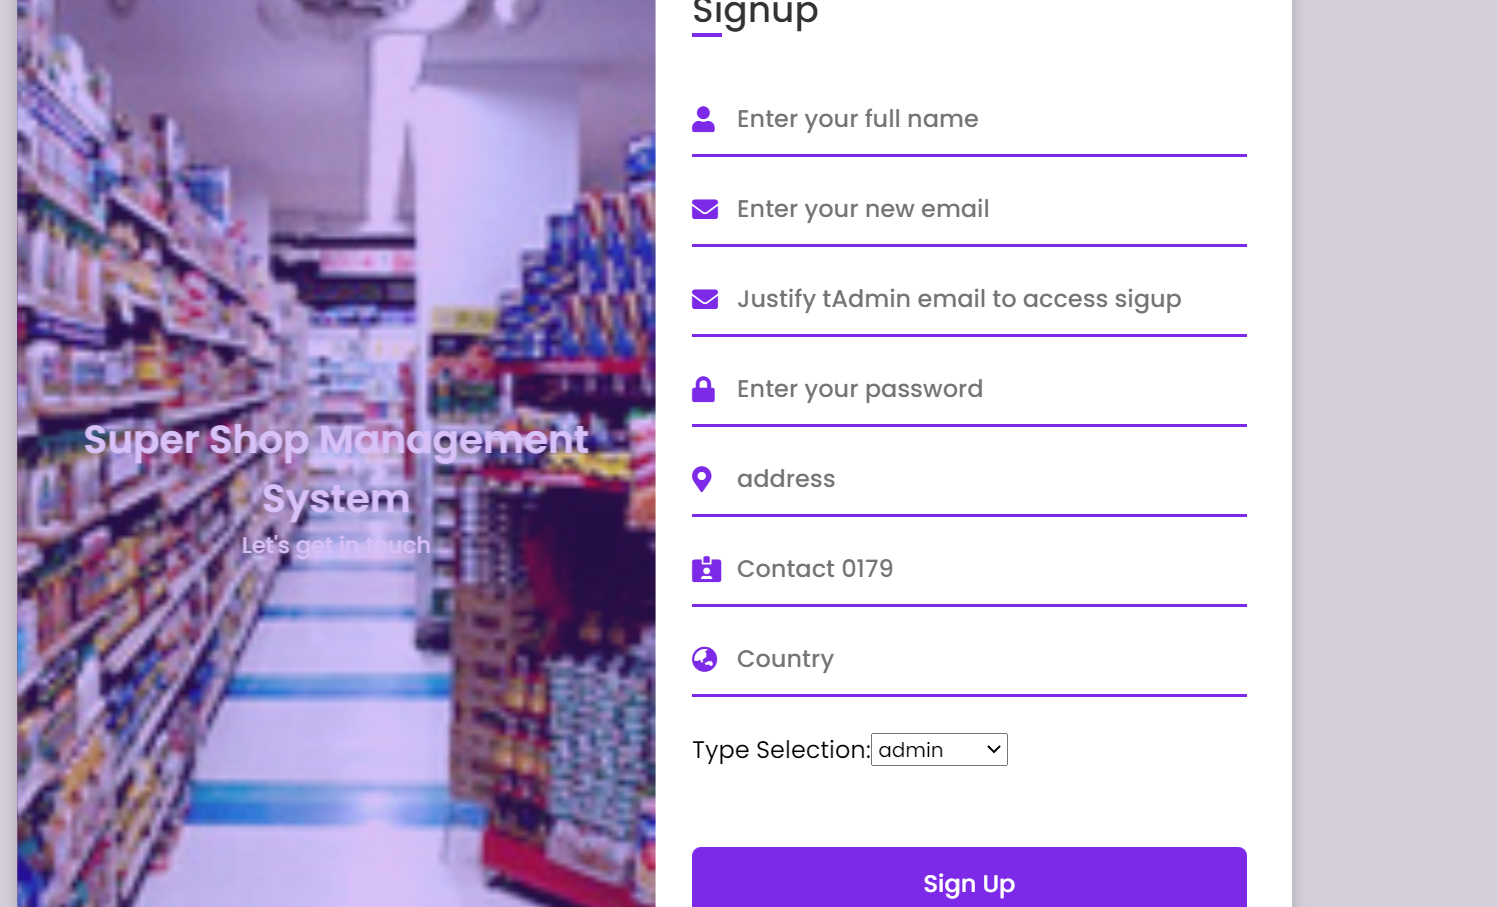 Signup
Enter your full name
Enter your new email
Justify tAdmin email to access sigup
Enter your password
address
Contact 0179
Country
Type Selection: admin
Sign Up
Super Shop Management
System
Let's get in touch